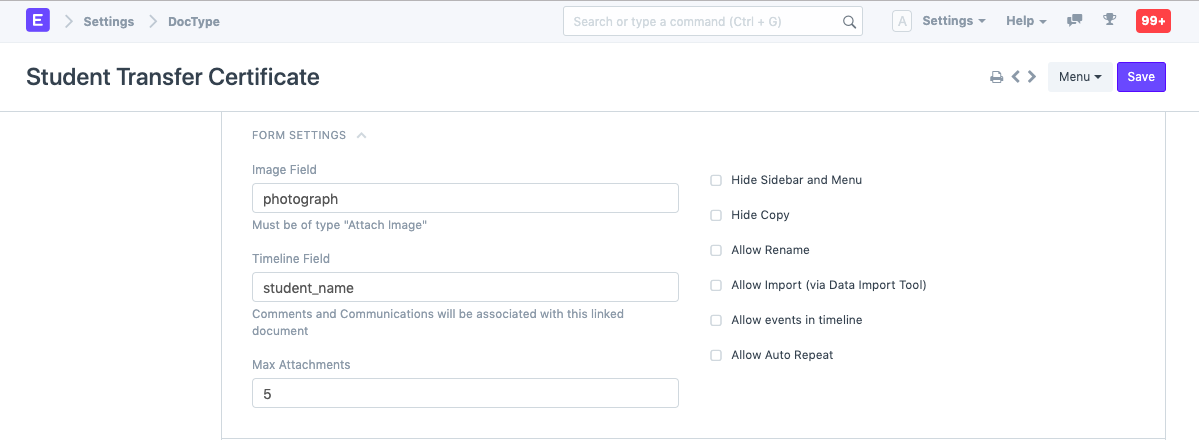 E Settings DocType Search or type a command (Ctrl + G) A Settings Help 99+
Student Transfer Certificate Menu Save
FORM SETTINGS
Image Field
photograph
Must be of type "Attach Image"
Timeline Field
student_name
Comments and Communications will be associated with this linked
document
Max Attachments
5
Hide Sidebar and Menu
Hide Copy
Allow Rename
Allow Import (via Data Import Tool)
Allow events in timeline
Allow Auto Repeat